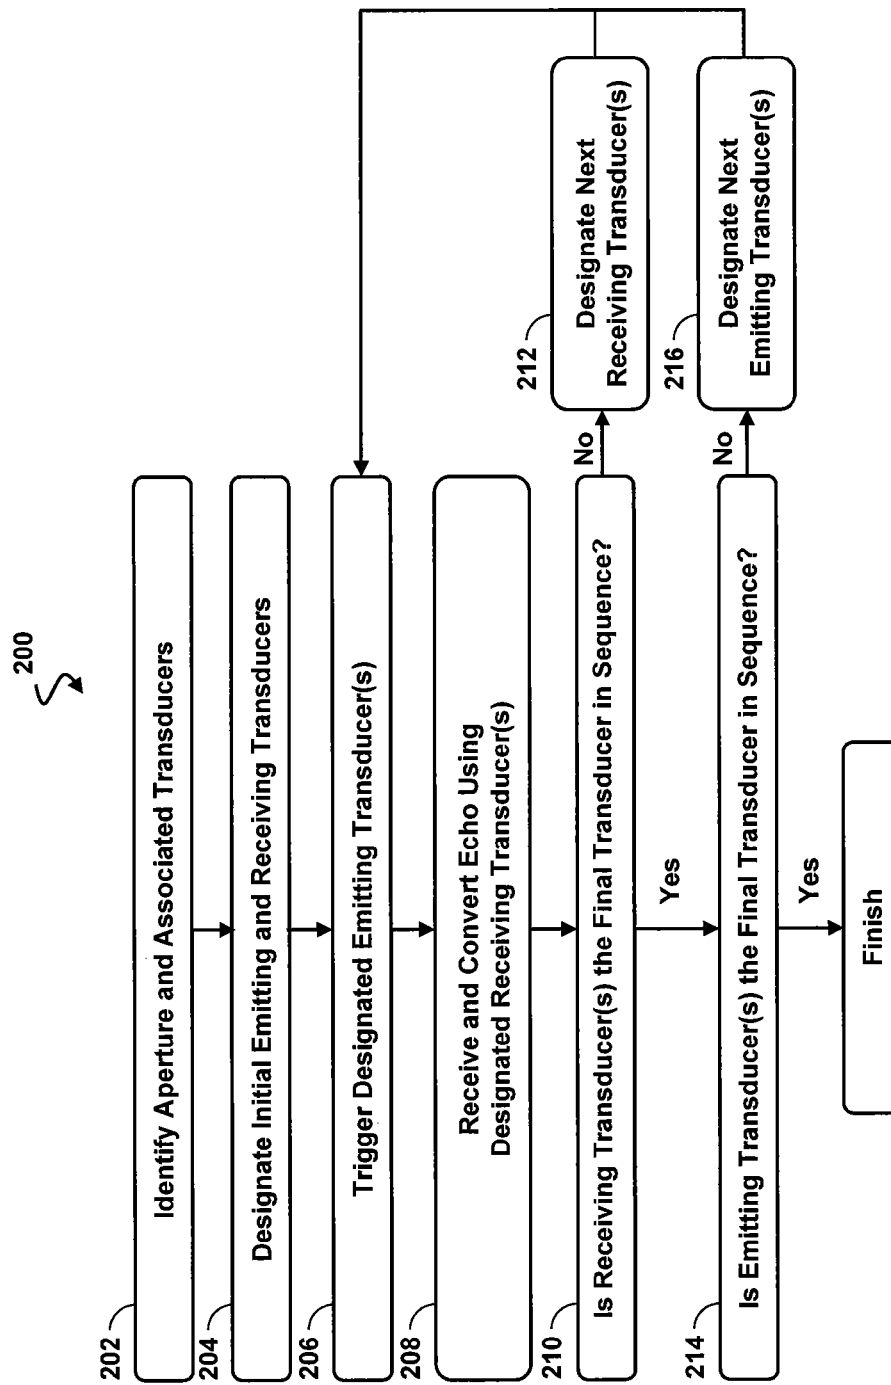 200
202
Identify Aperture and Associated Transducers
204
Designate Initial Emitting and Receiving Transducers
206
Trigger Designated Emitting Transducer(s)
208
Receive and Convert Echo Using
Designated Receiving Transducer(s)
210
Is Receiving Transducer(s) the Final Transducer in Sequence?
No
212
Designate Next
Receiving Transducer(s)
Yes
214
Is Emitting Transducer(s) the Final Transducer in Sequence?
No
216
Designate Next
Emitting Transducer(s)
Yes
Finish